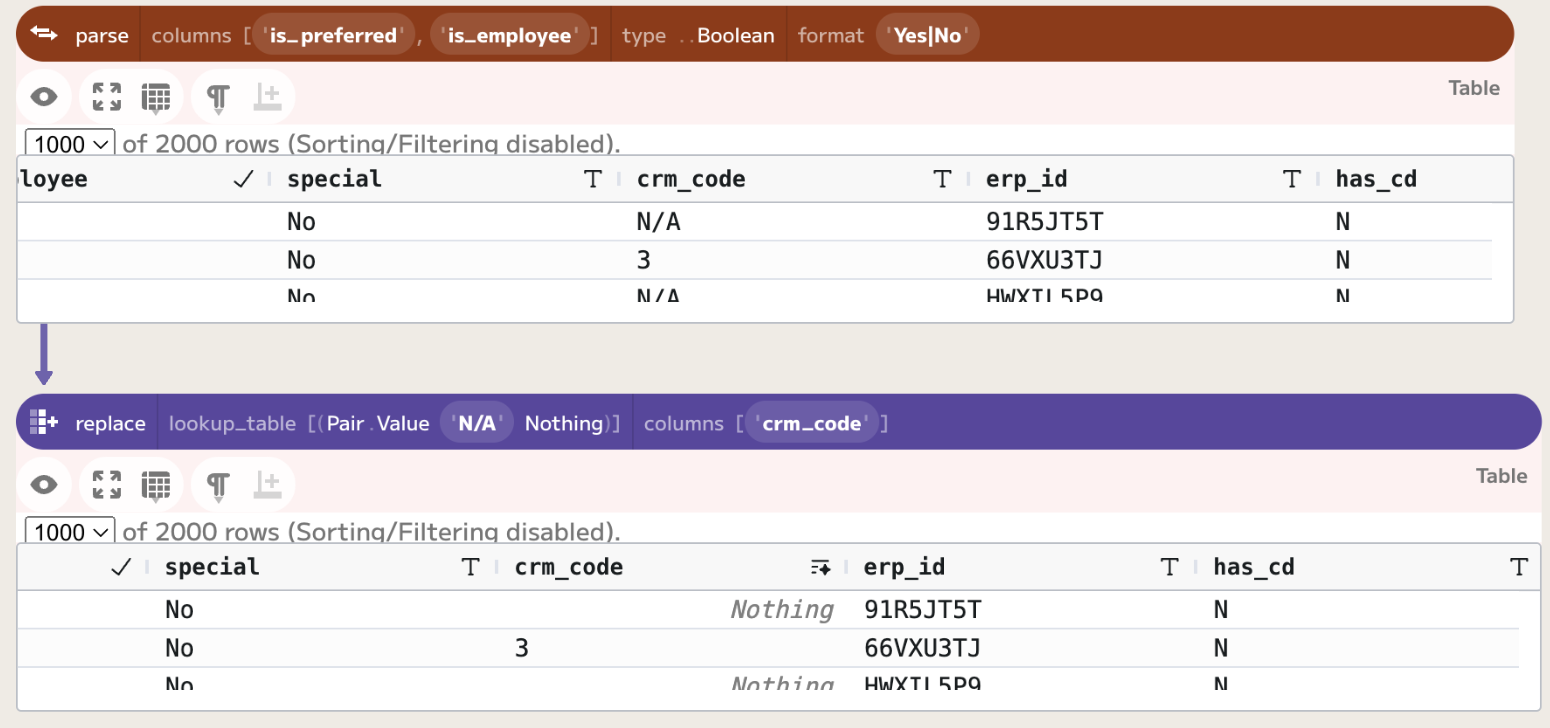 parse columns ['is_preferred', 'is_employee'] type ..Boolean format 'Yes|No'
Table
1000 of 2000 rows (Sorting/Filtering disabled).
loyee special T crm_code T erp_id T has_cd
No N/A 91R5JT5T N
No 3 66VXU3TJ N
No N/A HWXTL5P9 N
replace lookup_table [(Pair.Value 'N/A' Nothing)] columns ['crm_code']
Table
1000 of 2000 rows (Sorting/Filtering disabled).
special T crm_code erp_id T has_cd T
No Nothing 91R5JT5T N
No 3 66VXU3TJ N
No Nothing HWXTL5P9 N